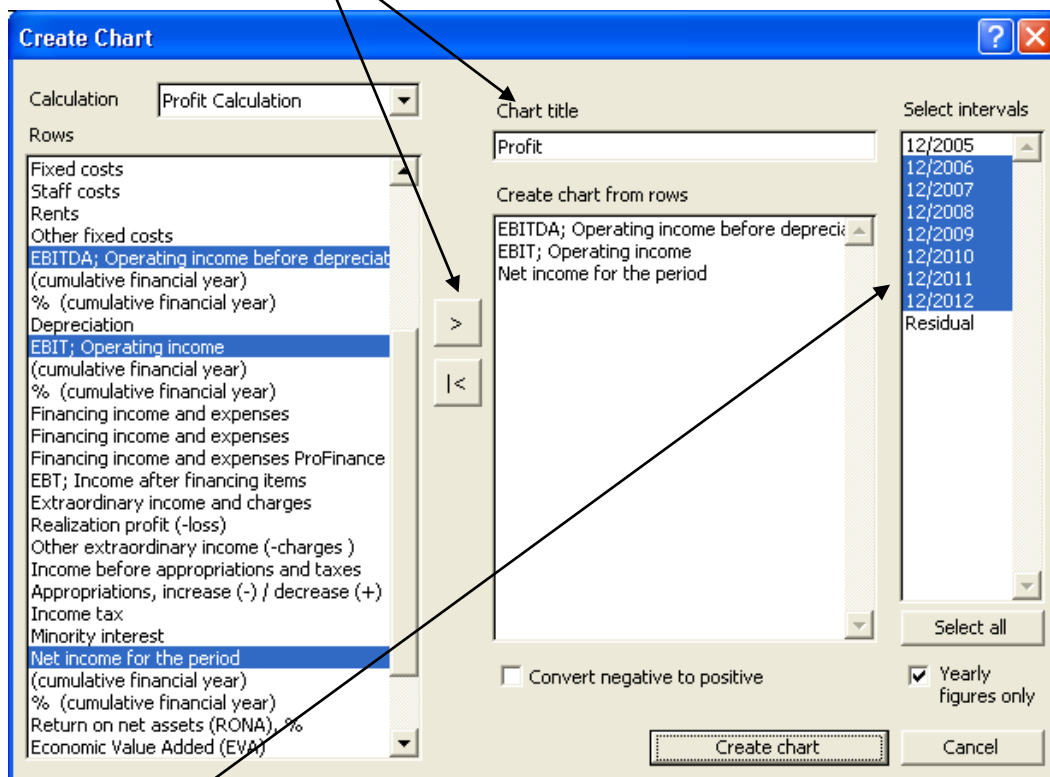 Create Chart
Calculation
Profit Calculation
Rows
Fixed costs
Staff costs
Rents
Other fixed costs
EBITDA; Operating income before depreciat
(cumulative financial year)
% (cumulative financial year)
Depreciation
EBIT; Operating income
(cumulative financial year)
% (cumulative financial year)
Financing income and expenses
Financing income and expenses
Financing income and expenses ProFinance
EBT; Income after financing items
Extraordinary income and charges
Realization profit (-loss)
Other extraordinary income (-charges )
Income before appropriations and taxes
Appropriations, increase (-) / decrease (+)
Income tax
Minority interest
Net income for the period
(cumulative financial year)
% (cumulative financial year)
Return on net assets (RONA), %
Economic Value Added (EVA)
>
|<
Chart title
Profit
Create chart from rows
EBITDA; Operating income before deprecia
EBIT; Operating income
Net income for the period
Convert negative to positive
Create chart
Select intervals
12/2005
12/2006
12/2007
12/2008
12/2009
12/2010
12/2011
12/2012
Residual
Select all
Yearly
figures only
Cancel